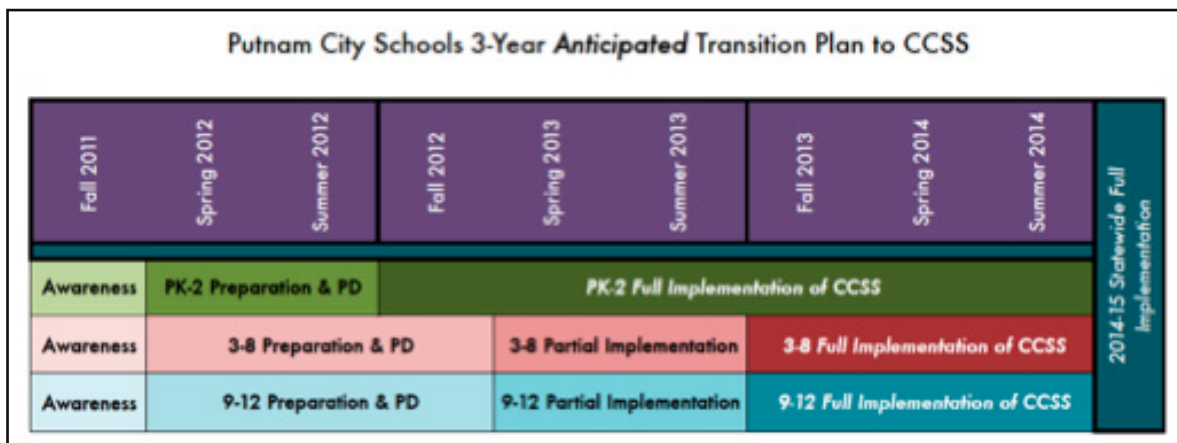 Putnam City Schools 3-Year Anticipated Transition Plan to CCSS
Fall 2011
Spring 2012
Summer 2012
Fall 2012
Spring 2013
Summer 2013
Fall 2013
Spring 2014
Summer 2014
2014-15 Statewide Full
Implementation
Awareness
PK-2 Preparation & PD
PK-2 Full Implementation of CCSS
Awareness
3-8 Preparation & PD
3-8 Partial Implementation
3-8 Full Implementation of CCSS
Awareness
9-12 Preparation & PD
9-12 Partial Implementation
9-12 Full Implementation of CCSS